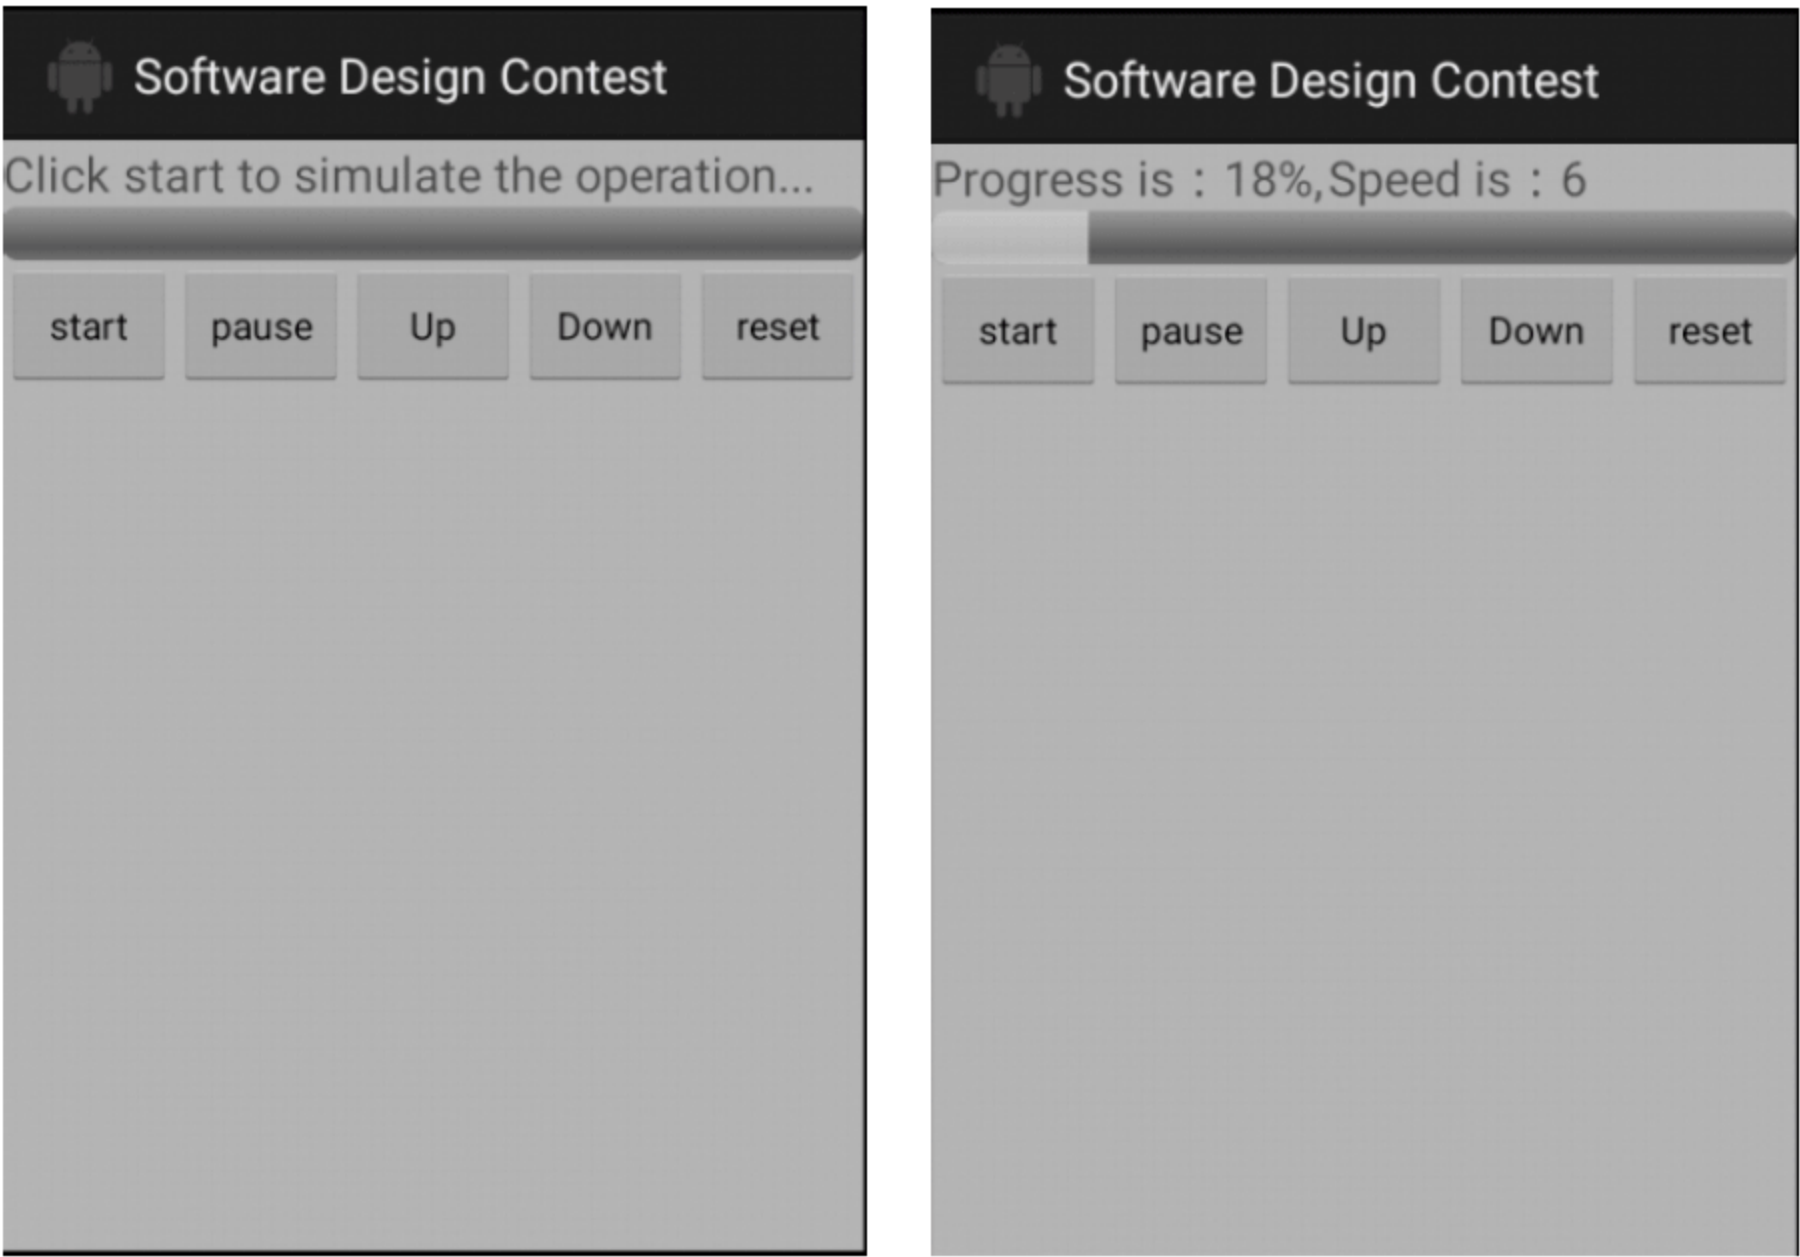 Software Design Contest
Click start to simulate the operation...
start pause Up Down reset
Software Design Contest
Progress is : 18%,Speed is : 6
start pause Up Down reset